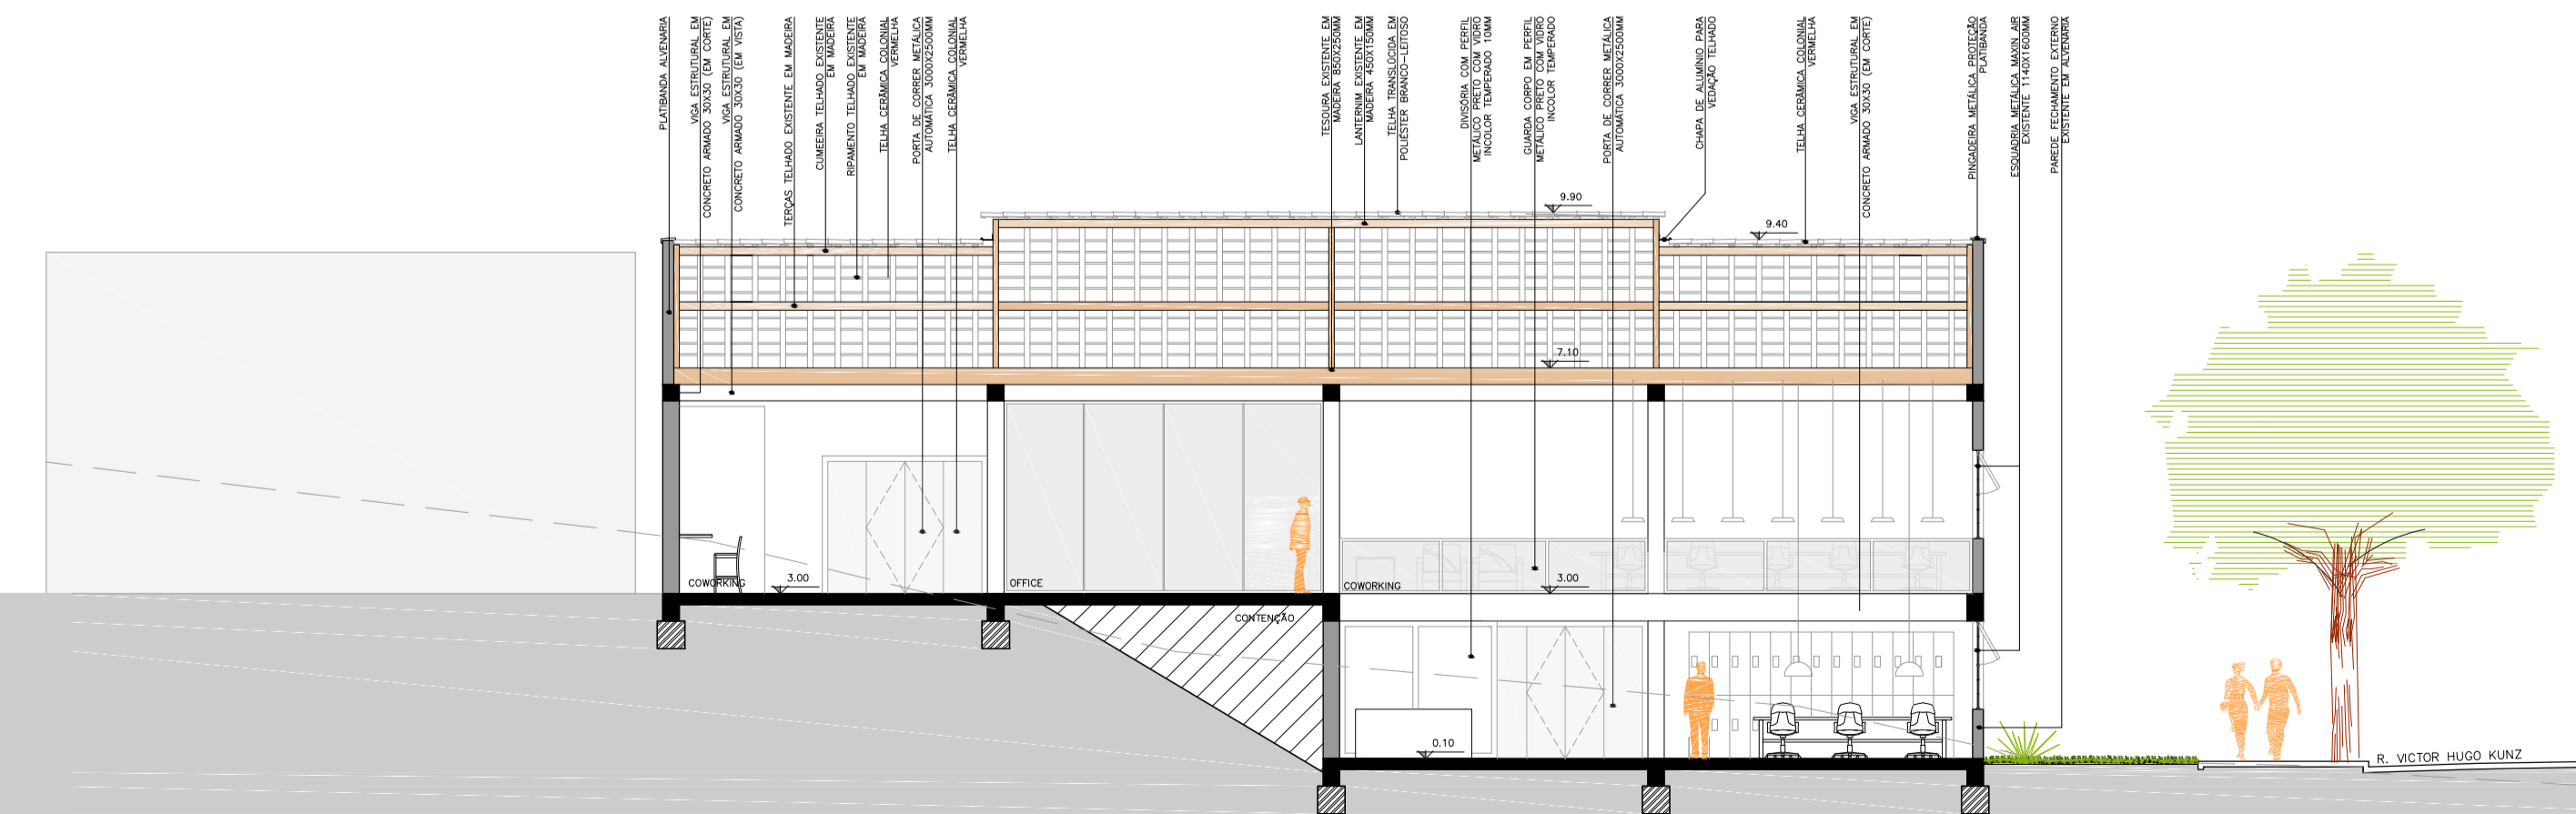 PLATIBANDA ALVENARIA
VIGA ESTRUTURAL EM
CONCRETO ARMADO 30X30 (EM CORTE)
VIGA ESTRUTURAL EM
CONCRETO ARMADO 30X30 (EM VISTA)
TERÇAS TELHADO EXISTENTE EM MADEIRA
CUMEEIRA TELHADO EXISTENTE
EM MADEIRA
RIPAMENTO TELHADO EXISTENTE
EM MADEIRA
TELHA CERÂMICA COLONIAL
VERMELHA
PORTA DE CORRER METÁLICA
AUTOMÁTICA 3000X2500MM
TELHA CERÂMICA COLONIAL
VERMELHA
TESOURA EXISTENTE EM
MADEIRA 850X250MM
LANTERNIM EXISTENTE EM
MADEIRA 450X150MM
TELHA TRANSLÚCIDA EM
POLIÉSTER BRANCO-LEITOSO
DIVISÓRIA COM PERFIL
METÁLICO PRETO COM VIDRO
INCOLOR TEMPERADO 10MM
GUARDA CORPO EM PERFIL
METÁLICO PRETO COM VIDRO
INCOLOR TEMPERADO
PORTA DE CORRER METÁLICA
AUTOMÁTICA 3000X2500MM
CHAPA DE ALUMÍNIO PARA
VEDAÇÃO TELHADO
TELHA CERÂMICA COLONIAL
VERMELHA
VIGA ESTRUTURAL EM
CONCRETO ARMADO 30X30 (EM CORTE)
PINGADEIRA METÁLICA PROTEÇÃO
PLATIBANDA
ESQUADRIA METÁLICA MAXIN AIR
EXISTENTE 1140X1600MM
PAREDE FECHAMENTO EXTERNO
EXISTENTE EM ALVENARIA
9.90
9.40
7.10
COWORKING
3.00
OFFICE
COWORKING
3.00
CONTENÇÃO
0.10
R. VICTOR HUGO KUNZ